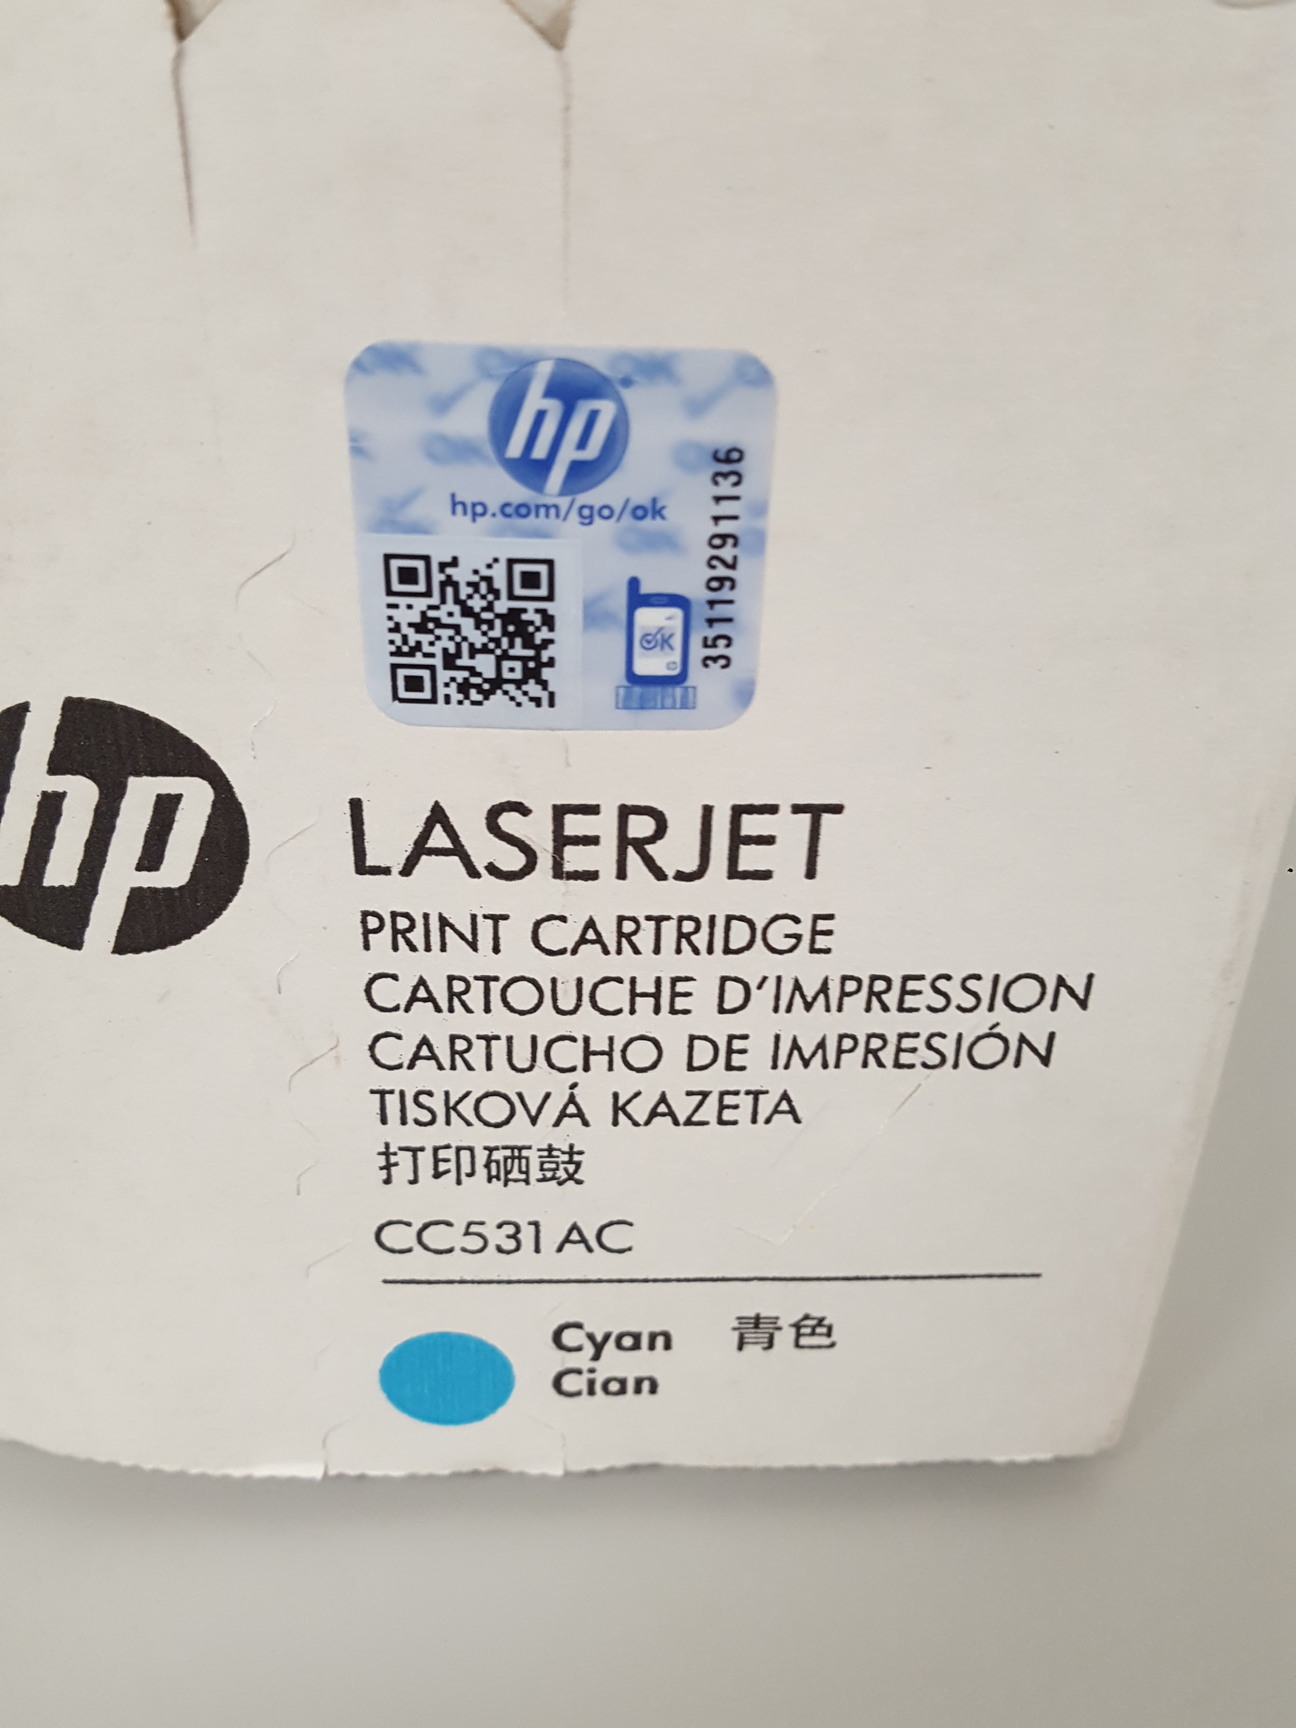 hp
hp.com/go/ok
35119291136
OK
hp
LASERJET
PRINT CARTRIDGE
CARTOUCHE D'IMPRESSION
CARTUCHO DE IMPRESIÓN
TISKOVÁ KAZETA
打印硒鼓
CC531AC
Cyan 青色
Cian